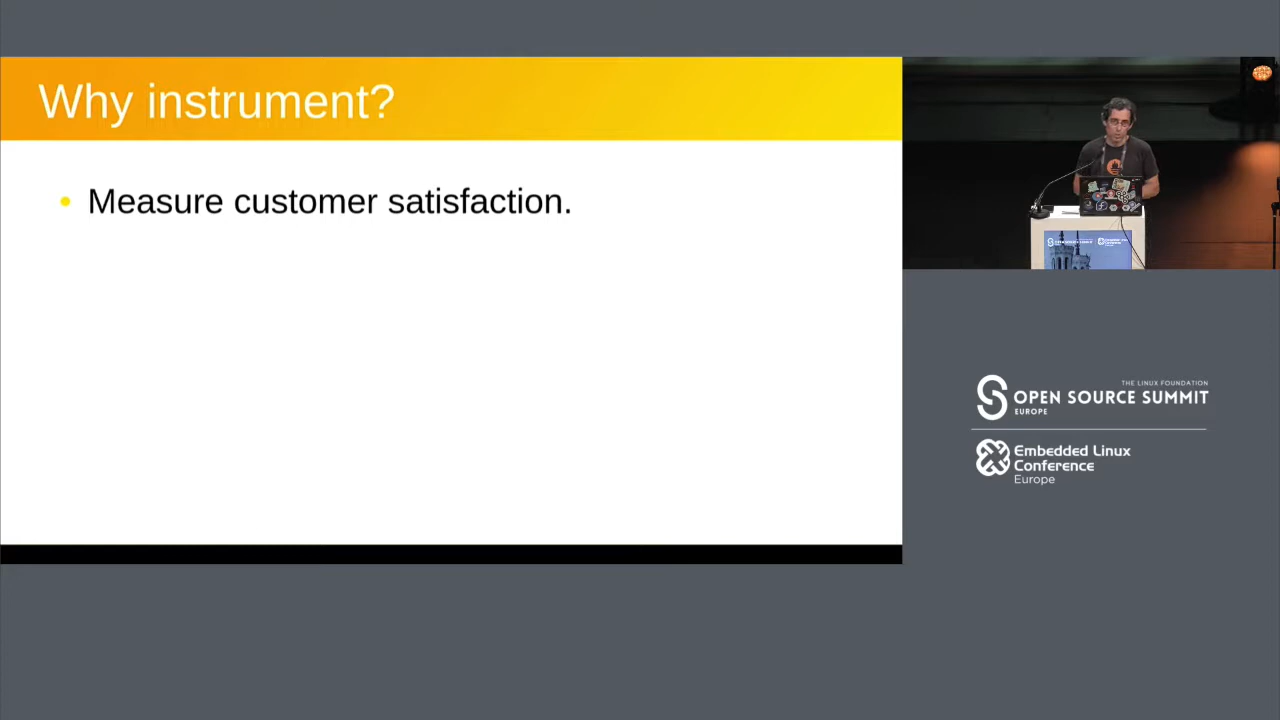 Why instrument?
Measure customer satisfaction.
THE LINUX FOUNDATION
OPEN SOURCE SUMMIT
EUROPE
Embedded Linux
Conference
Europe